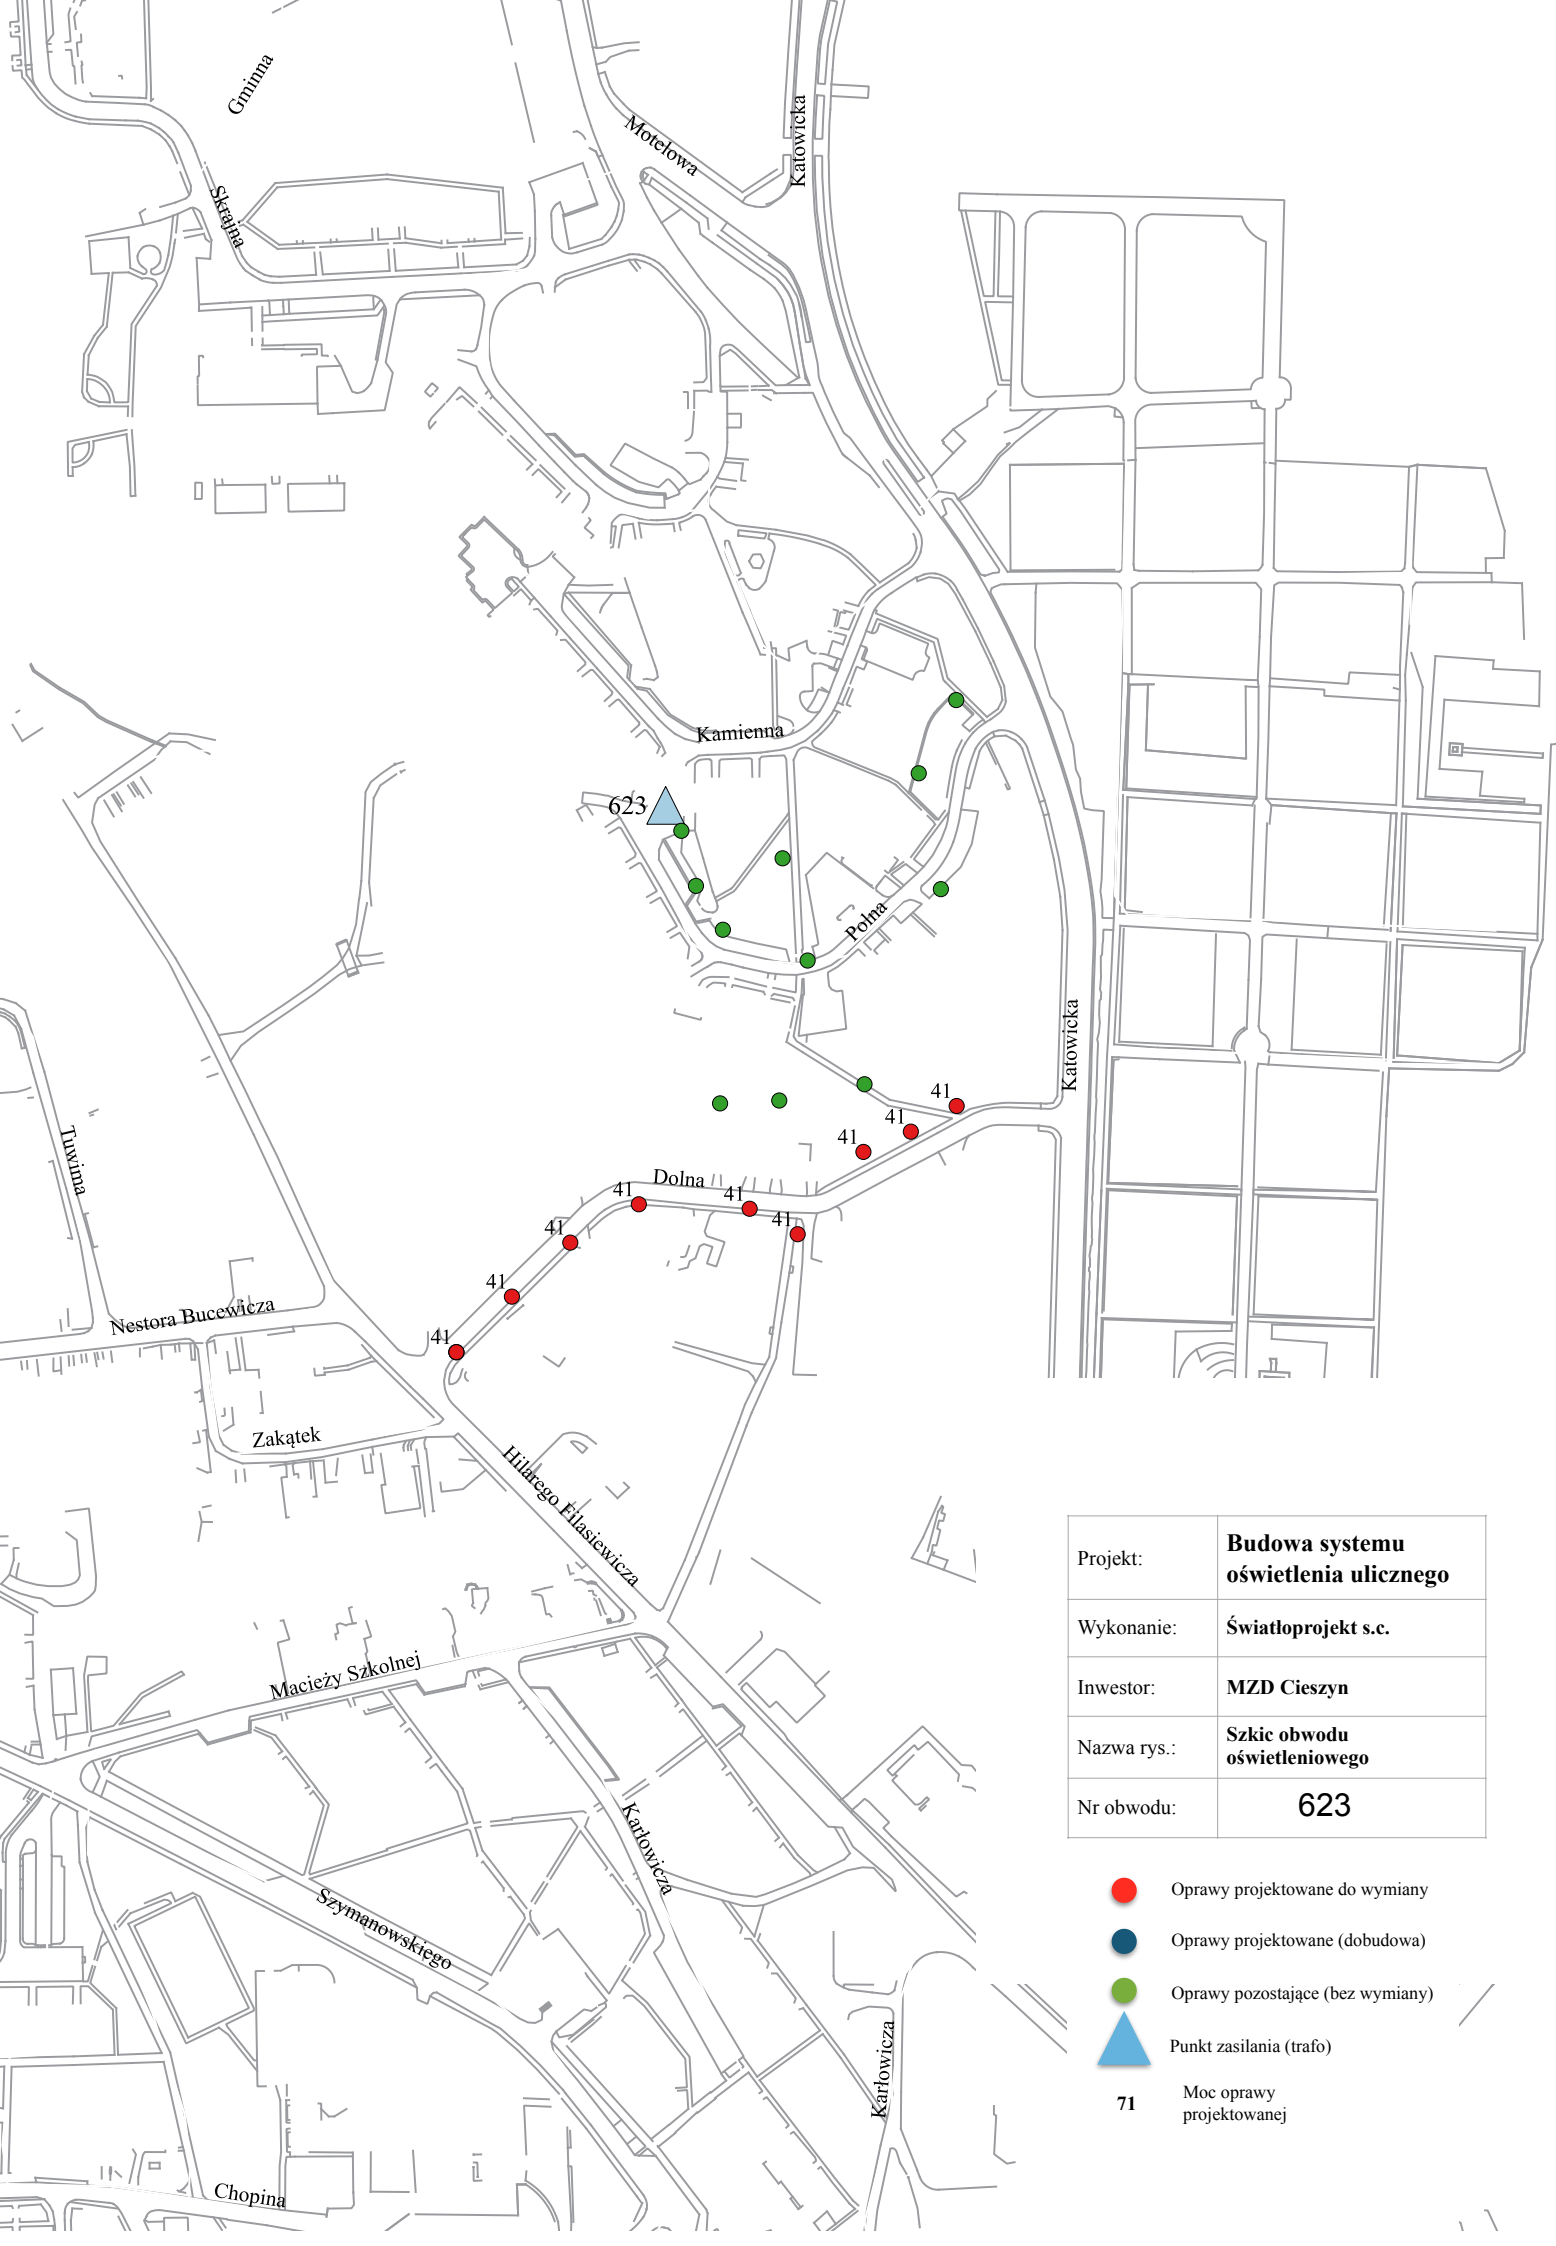 Gminna
Motelowa
Katowicka
Skrajna
Kamienna
623
Polna
Katowicka
41
41
41
Tuwima
Dolna
41
41
41
41
41
Nestora Bucewicza
41
Zakątek
Hilarego Filasiewicza
Macieży Szkolnej
Karłowicza
Szymanowskiego
Karłowicza
Chopina
Projekt:
Budowa systemu
oświetlenia ulicznego
Wykonanie:
Światłoprojekt s.c.
Inwestor:
MZD Cieszyn
Nazwa rys.:
Szkic obwodu
oświetleniowego
Nr obwodu:
623
Oprawy projektowane do wymiany
Oprawy projektowane (dobudowa)
Oprawy pozostające (bez wymiany)
Punkt zasilania (trafo)
71
Moc oprawy
projektowanej